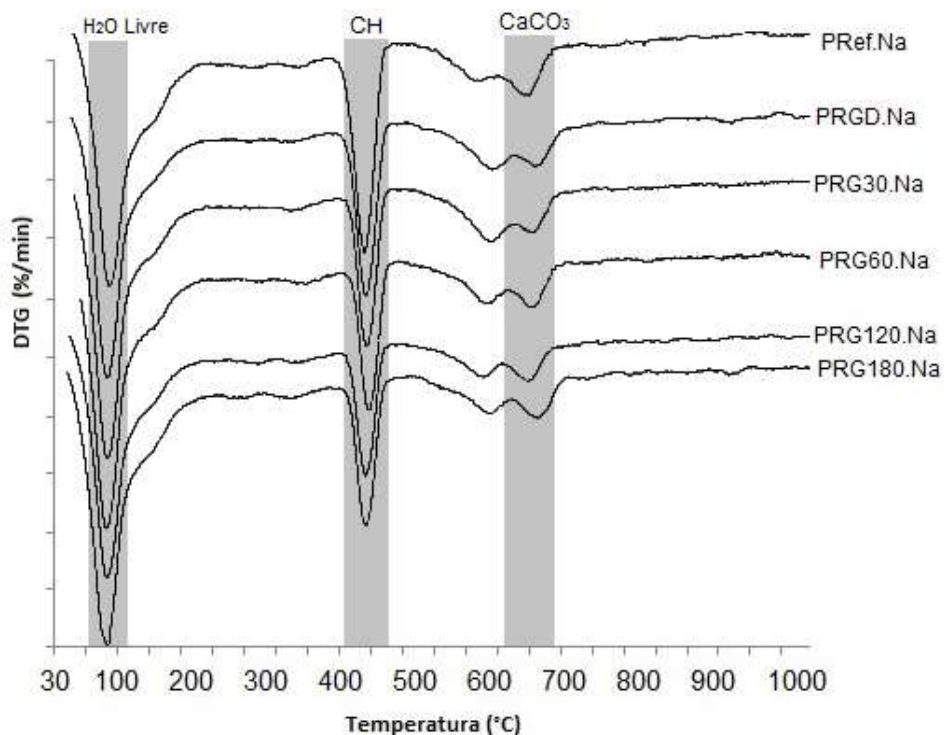 H₂O Livre CH CaCO₃
PRef.Na
PRGD.Na
PRG30.Na
PRG60.Na
PRG120.Na
PRG180.Na
DTG (%/min)
30 100 200 300 400 500 600 700 800 900 1000
Temperatura (°C)